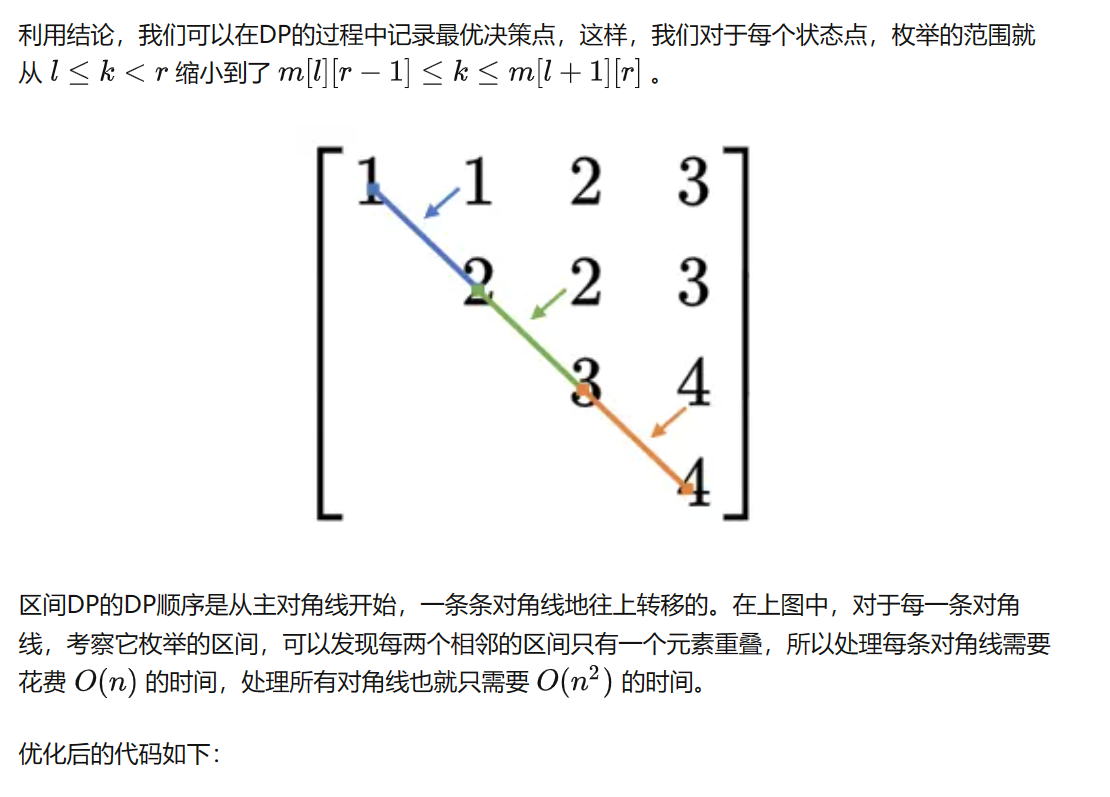 利用结论，我们可以在DP的过程中记录最优决策点，这样，我们对于每个状态点，枚举的范围就
从 l ≤ k < r 缩小到了 m[l][r − 1] ≤ k ≤ m[l + 1][r] 。
1 1 2 3
2 2 3
3 4
4
区间DP的DP顺序是从主对角线开始，一条条对角线地往上转移的。在上图中，对于每一条对角
线，考察它枚举的区间，可以发现每两个相邻的区间只有一个元素重叠，所以处理每条对角线需要
花费 O(n) 的时间，处理所有对角线也就只需要 O(n²) 的时间。
优化后的代码如下：